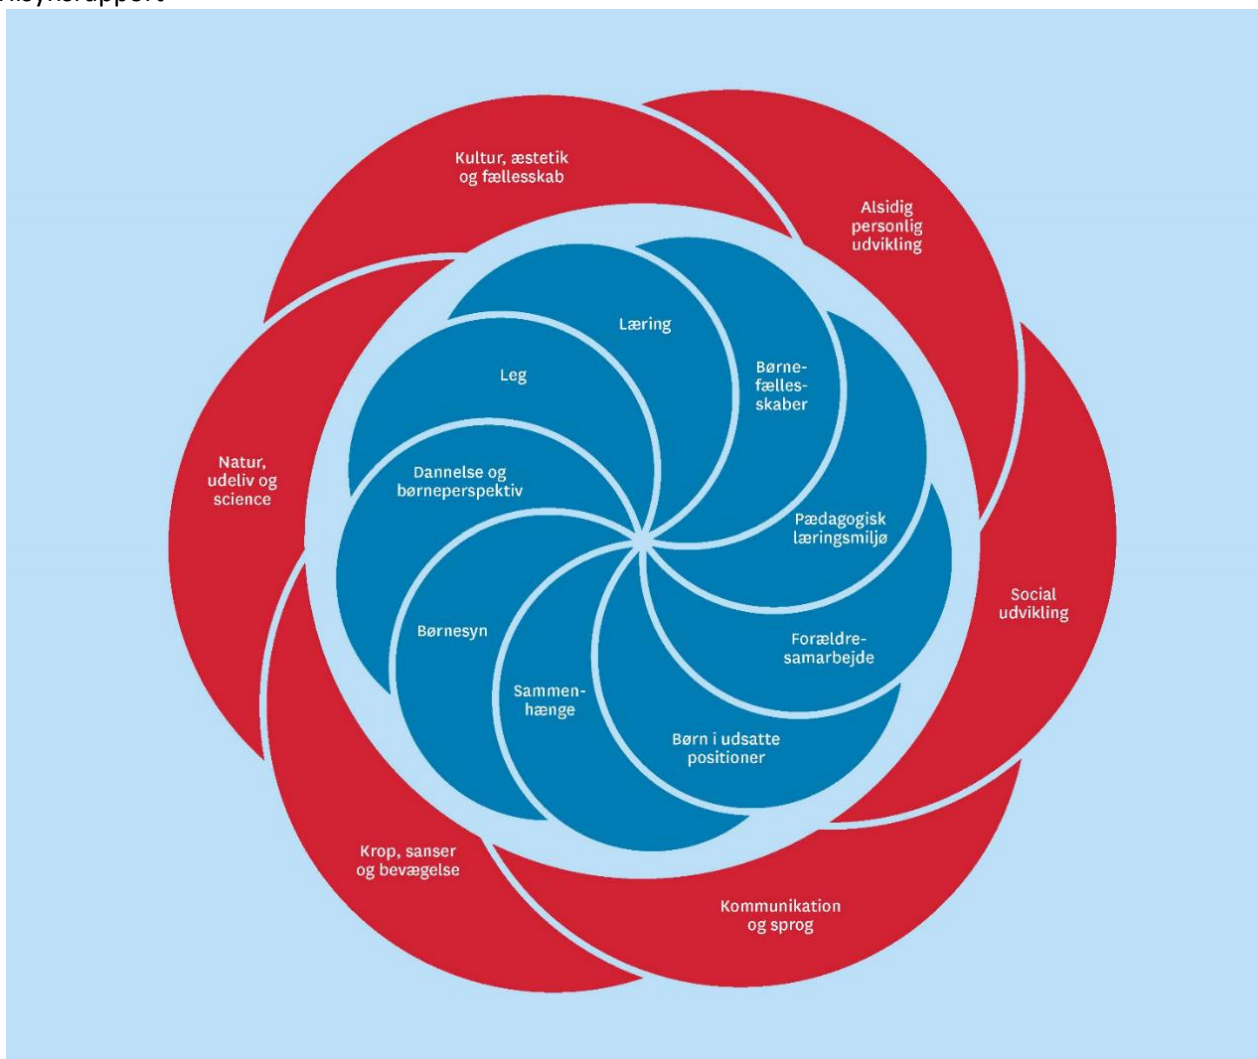 Kultur, æstetik
og fællesskab
Alsidig
personlig
udvikling
Læring
Børne-
fælles-
skaber
Leg
Natur,
udeliv og
science
Dannelse og
børneperspektiv
Pædagogisk
læringsmiljø
Social
udvikling
Børnesyn
Forældre-
samarbejde
Sammen-
hænge
Børn i udsatte
positioner
Krop, sanser
og bevægelse
Kommunikation
og sprog